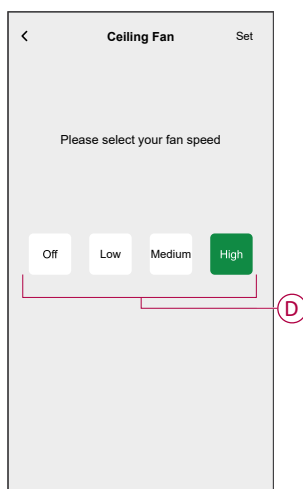 Ceiling Fan Set
Please select your fan speed
Off Low Medium High
D